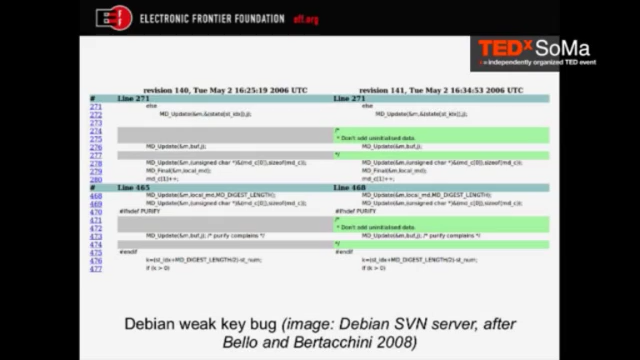 ELECTRONIC FRONTIER FOUNDATION eff.org
TEDxSoMa
x=independently organized TED event
revision 140, Tue May 2 16:25:19 2006 UTC revision 141, Tue May 2 16:34:53 2006 UTC
# Line 271 Line 271
271 else else
272 MD_Update(&m,&(state[st_idx]),j); MD_Update(&m,&(state[st_idx]),j);
273
274 /*
275 * Don't add uninitialised data.
276 MD_Update(&m,buf,j); MD_Update(&m,buf,j);
277 */
278 MD_Update(&m,(unsigned char *)&(md_c[0]),sizeof(md_c)); MD_Update(&m,(unsigned char *)&(md_c[0]),sizeof(md_c));
279 MD_Final(&m,local_md); MD_Final(&m,local_md);
280 md_c[1]++; md_c[1]++;
# Line 465 Line 468
468 MD_Update(&m,local_md,MD_DIGEST_LENGTH); MD_Update(&m,local_md,MD_DIGEST_LENGTH);
469 MD_Update(&m,(unsigned char *)&(md_c[0]),sizeof(md_c)); MD_Update(&m,(unsigned char *)&(md_c[0]),sizeof(md_c));
470 #ifndef PURIFY #ifndef PURIFY
471 /*
472 * Don't add uninitialised data.
473 MD_Update(&m,buf,j); /* purify complains */ MD_Update(&m,buf,j); /* purify complains */
474 */
475 #endif #endif
476 k=(st_idx+MD_DIGEST_LENGTH/2)-st_num; k=(st_idx+MD_DIGEST_LENGTH/2)-st_num;
477 if (k > 0) if (k > 0)
Debian weak key bug (image: Debian SVN server, after
Bello and Bertacchini 2008)